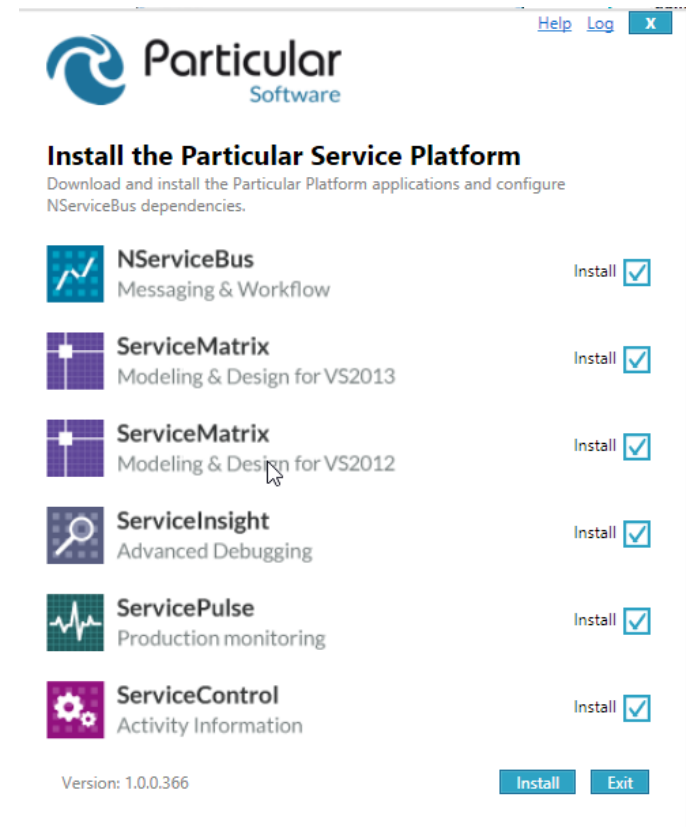 Help Log X
Particular
Software
Install the Particular Service Platform
Download and install the Particular Platform applications and configure
NServiceBus dependencies.
NServiceBus
Messaging & Workflow
Install
ServiceMatrix
Modeling & Design for VS2013
Install
ServiceMatrix
Modeling & Design for VS2012
Install
ServiceInsight
Advanced Debugging
Install
ServicePulse
Production monitoring
Install
ServiceControl
Activity Information
Install
Version: 1.0.0.366
Install Exit